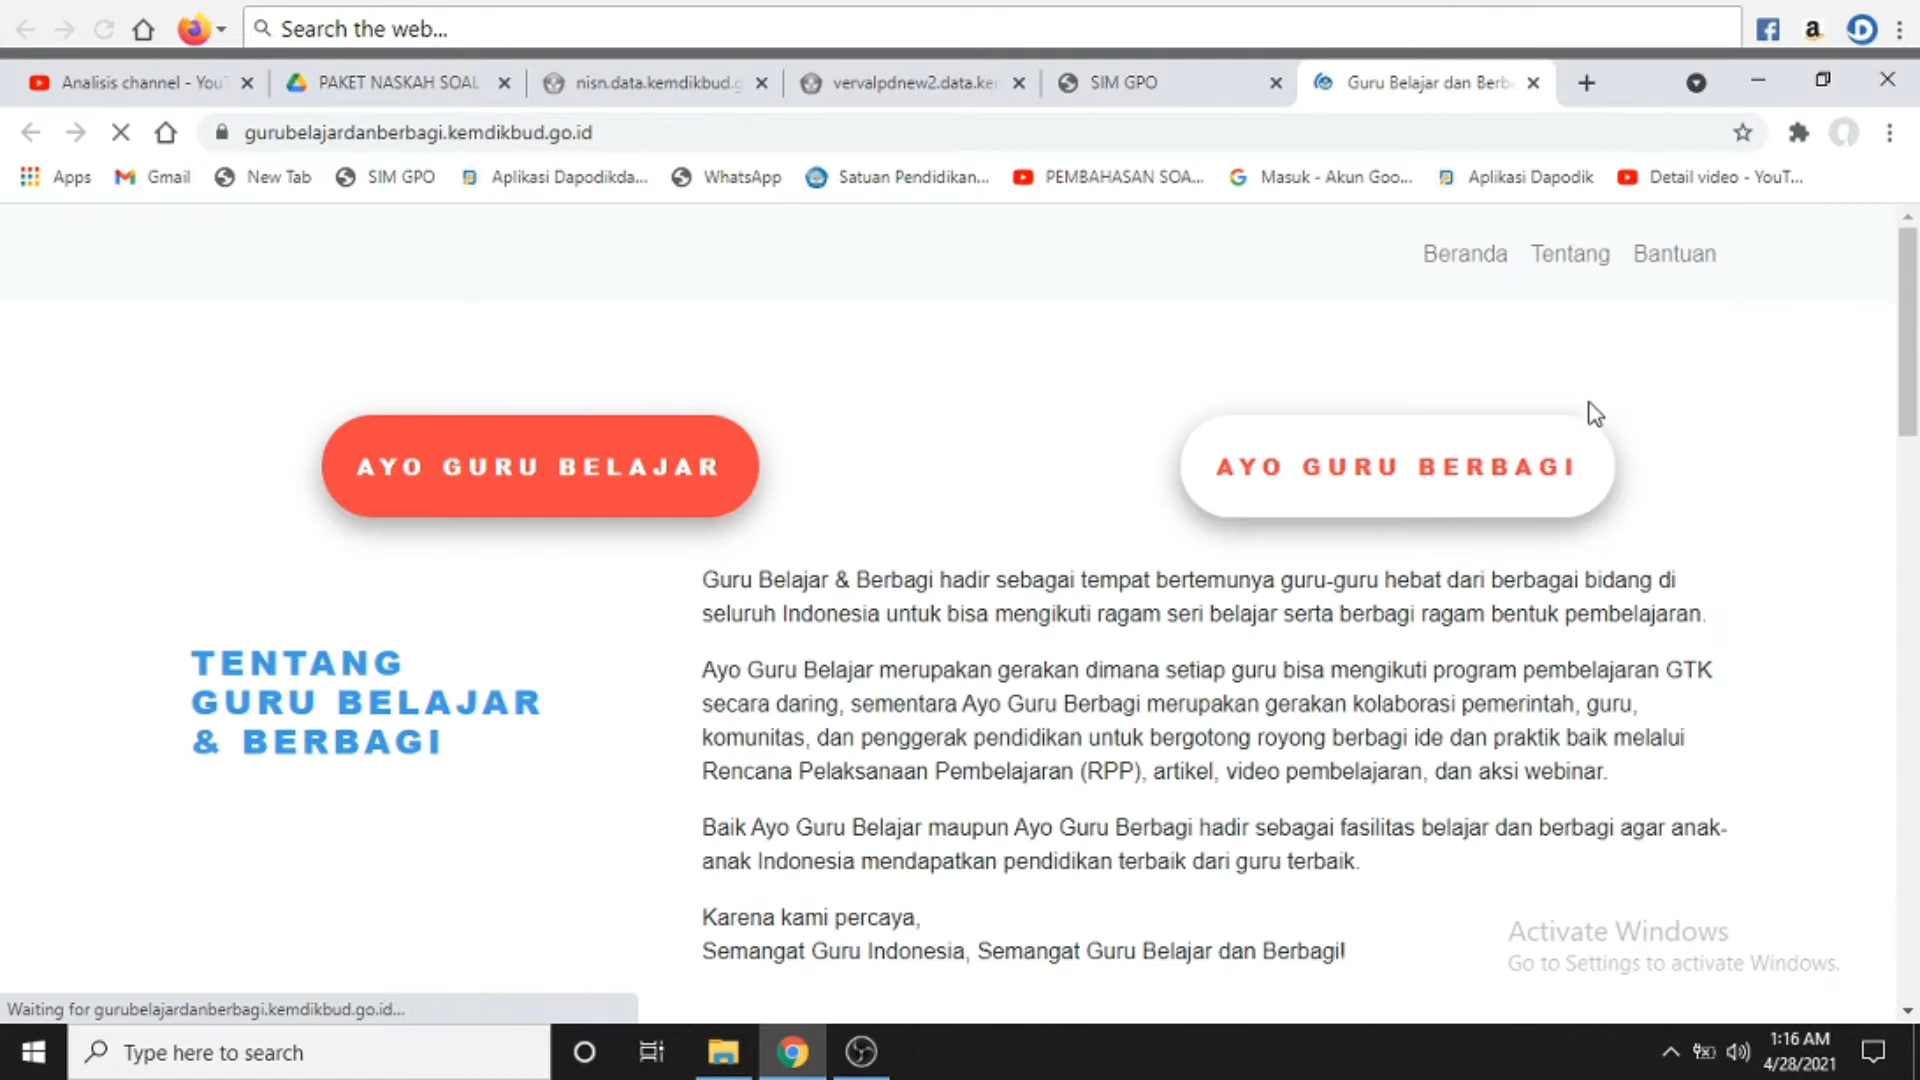 Search the web...
Analisis channel - YouT
PAKET NASKAH SOAL
nisn.data.kemdikbud.g
vervalpdnew2.data.ker
SIM GPO
Guru Belajar dan Berb
gurubelajardanberbagi.kemdikbud.go.id
Apps
Gmail
New Tab
SIM GPO
Aplikasi Dapodikda...
WhatsApp
Satuan Pendidikan...
PEMBAHASAN SOA...
Masuk - Akun Goo...
Aplikasi Dapodik
Detail video - YouT...
Beranda
Tentang
Bantuan
AYO GURU BELAJAR
AYO GURU BERBAGI
TENTANG
GURU BELAJAR
& BERBAGI
Guru Belajar & Berbagi hadir sebagai tempat bertemunya guru-guru hebat dari berbagai bidang di
seluruh Indonesia untuk bisa mengikuti ragam seri belajar serta berbagi ragam bentuk pembelajaran.
Ayo Guru Belajar merupakan gerakan dimana setiap guru bisa mengikuti program pembelajaran GTK
secara daring, sementara Ayo Guru Berbagi merupakan gerakan kolaborasi pemerintah, guru,
komunitas, dan penggerak pendidikan untuk bergotong royong berbagi ide dan praktik baik melalui
Rencana Pelaksanaan Pembelajaran (RPP), artikel, video pembelajaran, dan aksi webinar.
Baik Ayo Guru Belajar maupun Ayo Guru Berbagi hadir sebagai fasilitas belajar dan berbagi agar anak-
anak Indonesia mendapatkan pendidikan terbaik dari guru terbaik.
Karena kami percaya,
Semangat Guru Indonesia, Semangat Guru Belajar dan Berbagi!
Activate Windows
Go to Settings to activate Windows.
Waiting for gurubelajardanberbagi.kemdikbud.go.id...
Type here to search
1:16 AM
4/28/2021